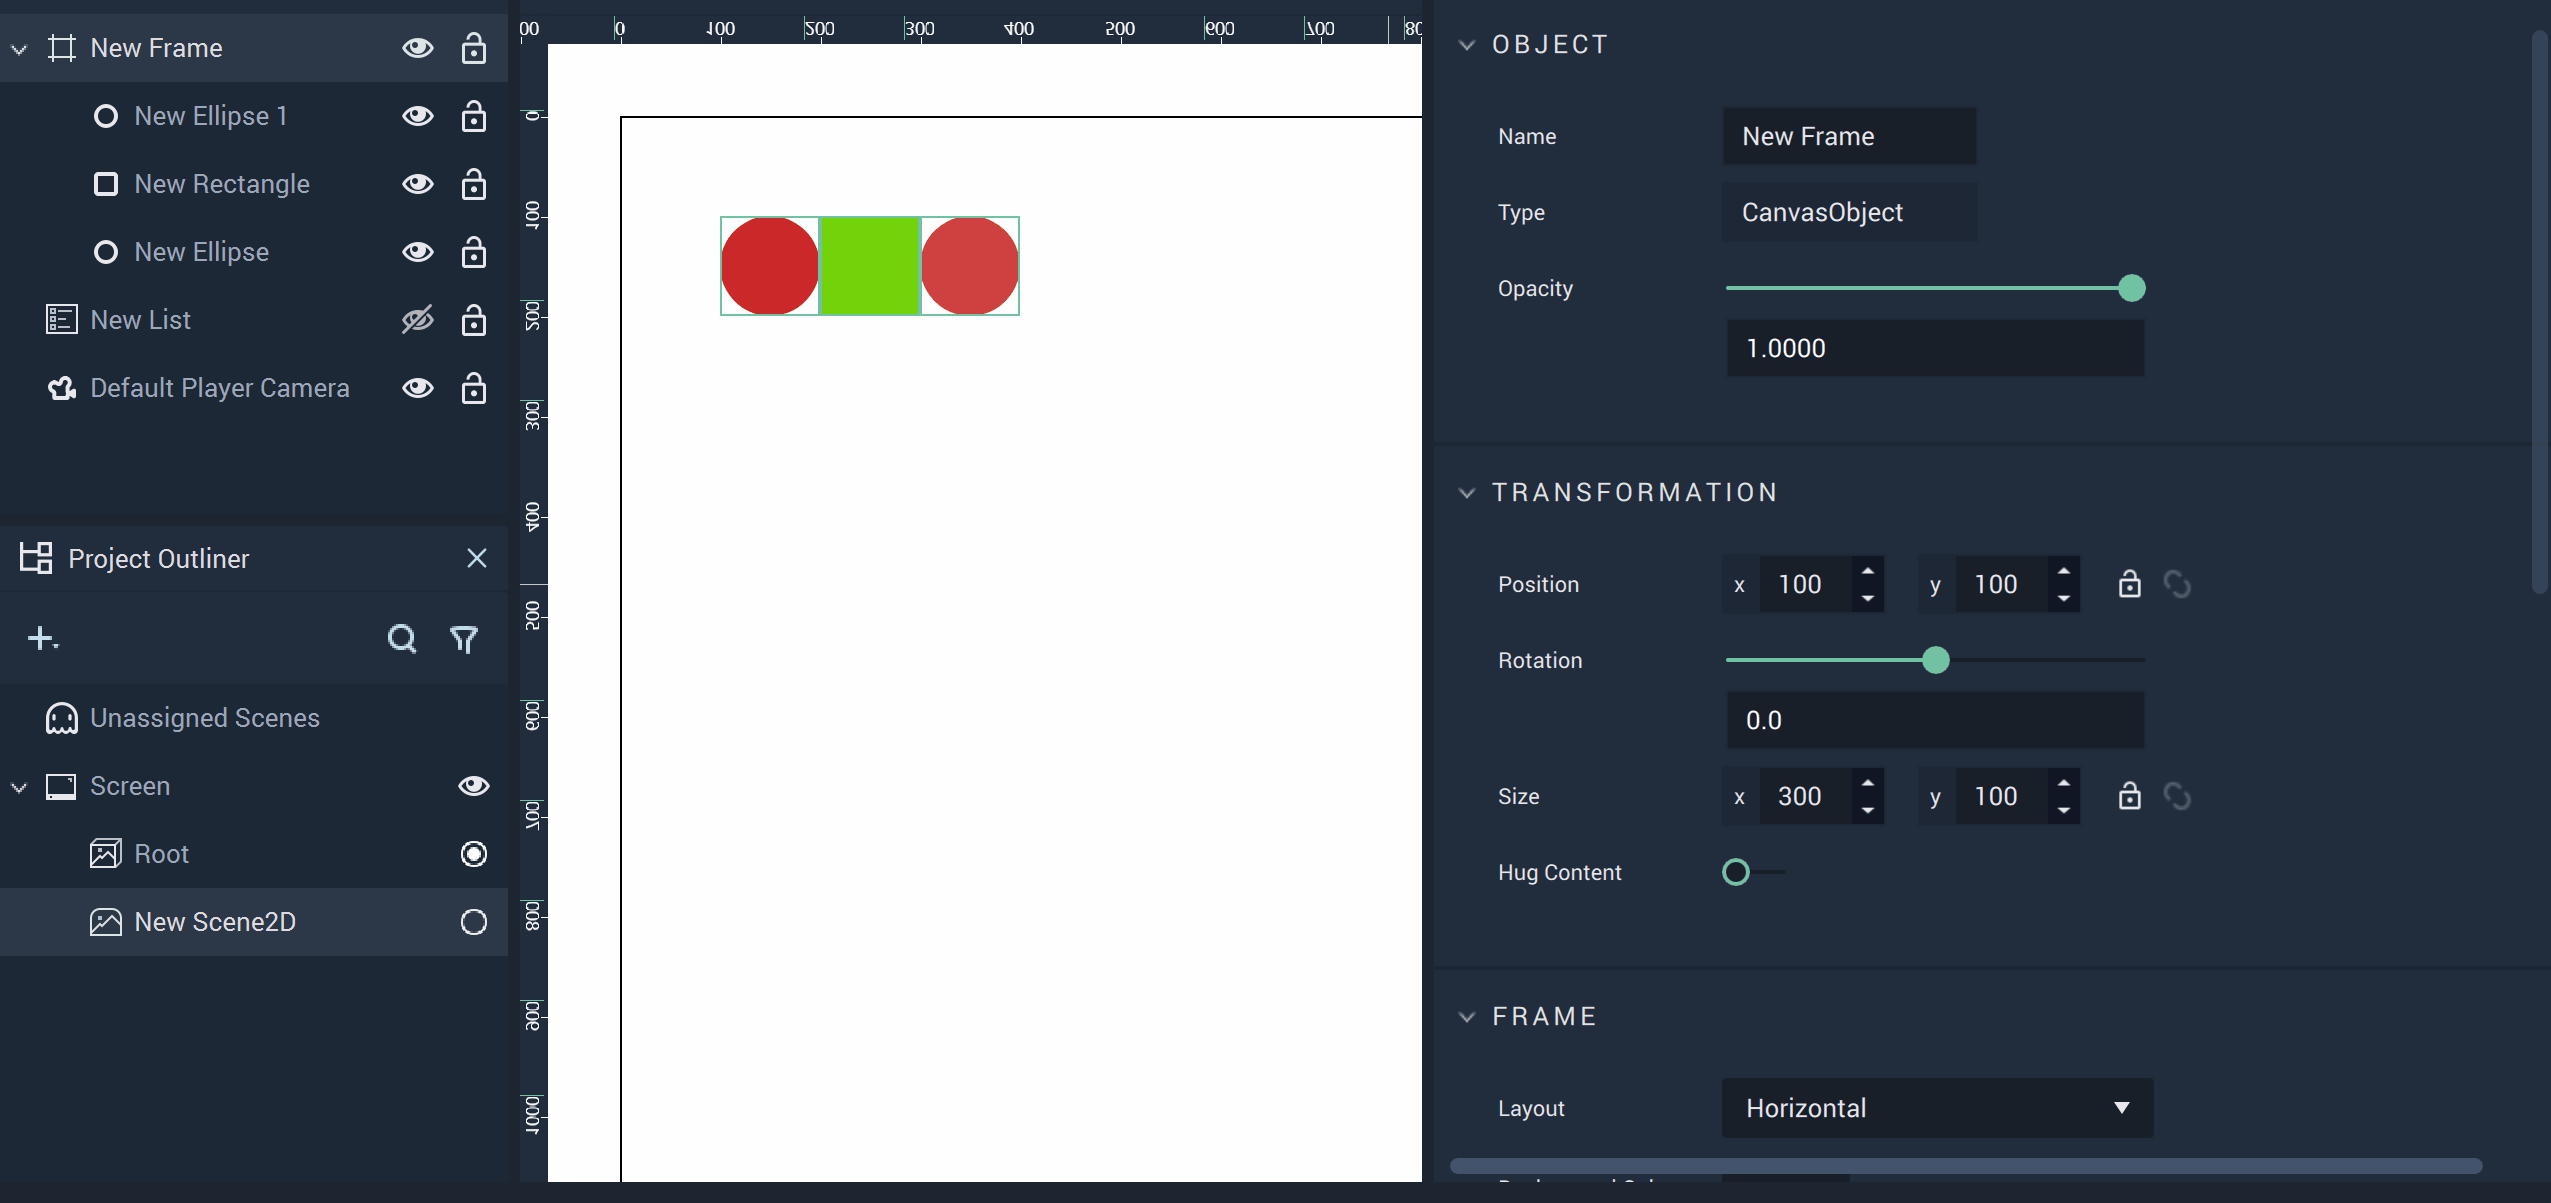 New Frame
New Ellipse 1
New Rectangle
New Ellipse
New List
Default Player Camera
Project Outliner
Unassigned Scenes
Screen
Root
New Scene2D
00 0 100 200 300 400 500 600 700 80
0
100
200
300
400
500
600
700
800
900
1000
OBJECT
Name New Frame
Type CanvasObject
Opacity
1.0000
TRANSFORMATION
Position x 100 y 100
Rotation
0.0
Size x 300 y 100
Hug Content
FRAME
Layout Horizontal